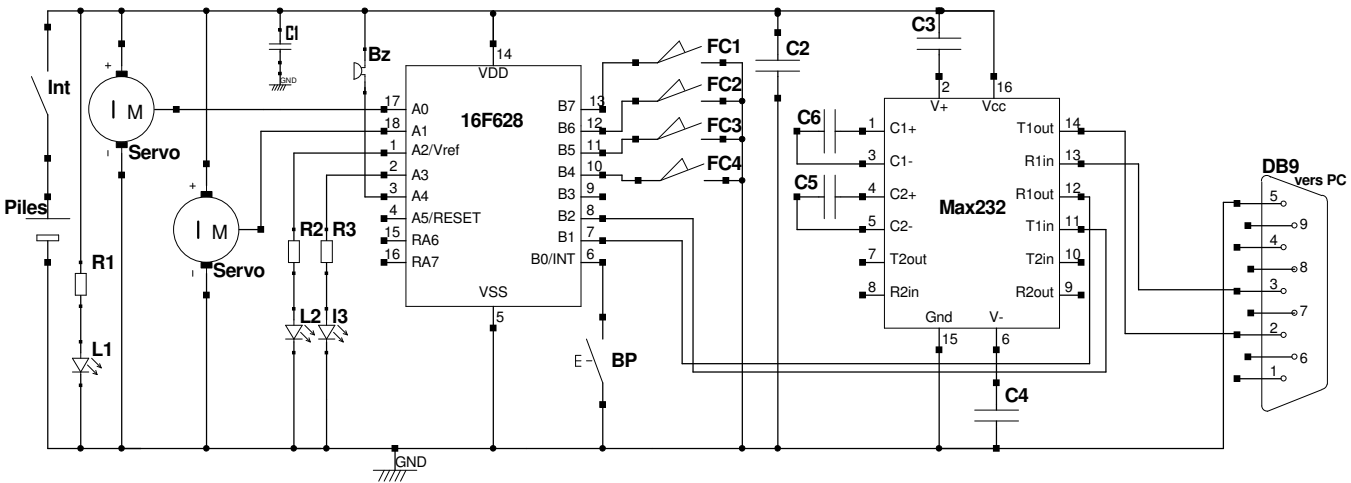 Int
Piles
R1
L1
+
I M
-
Servo
+
I M
-
Servo
C1
GND
Bz
R2
R3
L2
l3
GND
16F628
14
VDD
17 A0
18 A1
1 A2/Vref
2 A3
3 A4
4 A5/RESET
15 RA6
16 RA7
VSS
5
B7 13
B6 12
B5 11
B4 10
B3 9
B2 8
B1 7
B0/INT 6
FC1
FC2
FC3
FC4
E
BP
C2
C3
C6
C5
C4
Max232
2
V+
16
Vcc
1 C1+
3 C1-
4 C2+
5 C2-
7 T2out
8 R2in
Gnd
15
V-
6
T1out 14
R1in 13
R1out 12
T1in 11
T2in 10
R2out 9
DB9
vers PC
5
9
4
8
3
7
2
6
1